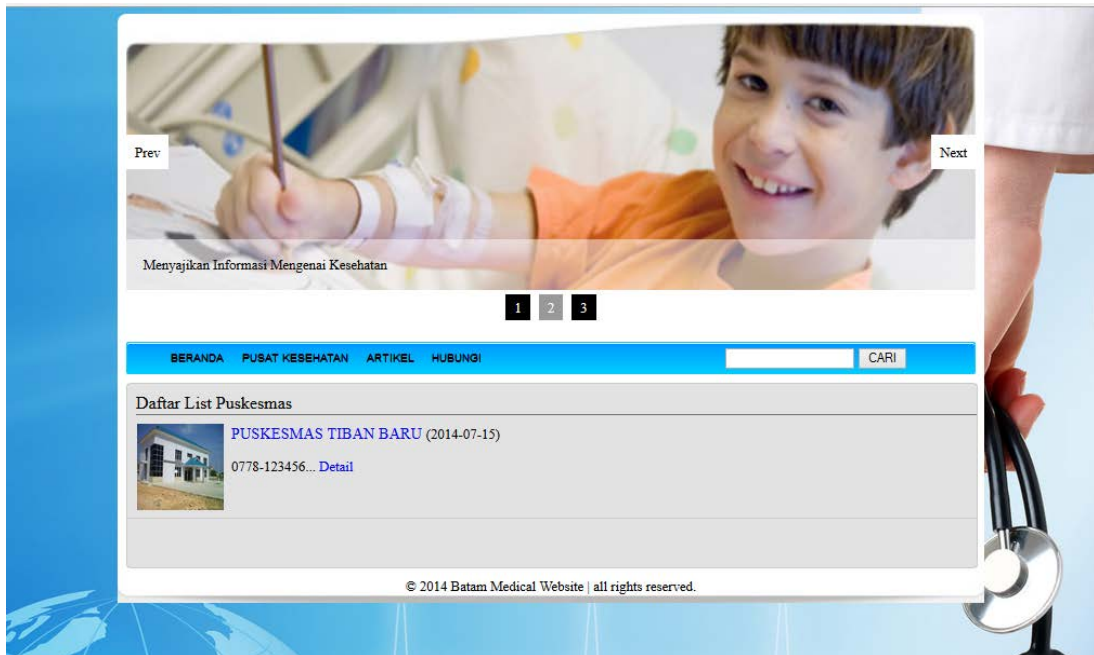 Prev
Next
Menyajikan Informasi Mengenai Kesehatan
1 2 3
BERANDA PUSAT KESEHATAN ARTIKEL HUBUNGI CARI
Daftar List Puskesmas
PUSKESMAS TIBAN BARU (2014-07-15)
0778-123456... Detail
© 2014 Batam Medical Website | all rights reserved.